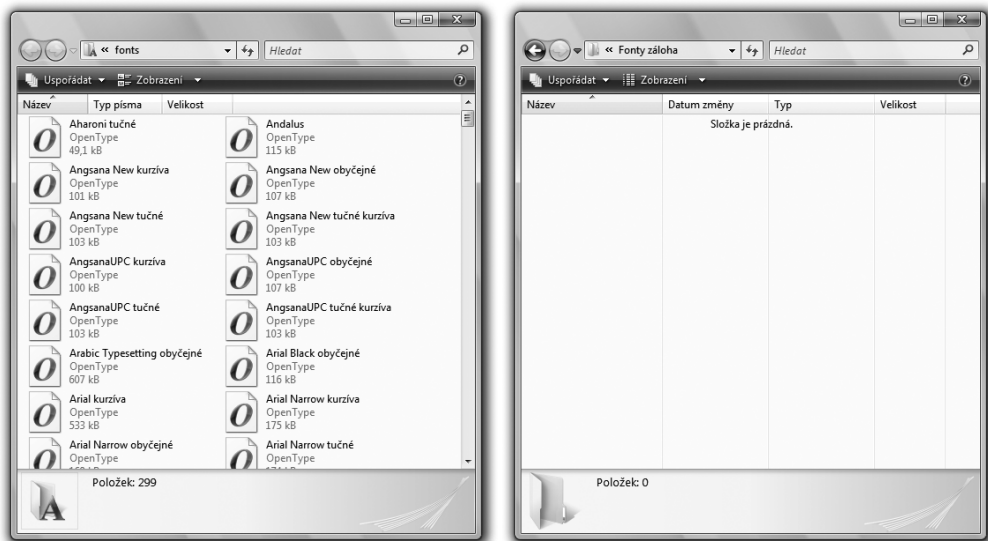 « fonts
Hledat
Uspořádat
Zobrazení
Název
Typ písma
Velikost
Aharoni tučné
OpenType
49,1 kB
Andalus
OpenType
115 kB
Angsana New kurzíva
OpenType
101 kB
Angsana New obyčejné
OpenType
107 kB
Angsana New tučné
OpenType
103 kB
Angsana New tučné kurzíva
OpenType
103 kB
AngsanaUPC kurzíva
OpenType
100 kB
AngsanaUPC obyčejné
OpenType
107 kB
AngsanaUPC tučné
OpenType
103 kB
AngsanaUPC tučné kurzíva
OpenType
103 kB
Arabic Typesetting obyčejné
OpenType
607 kB
Arial Black obyčejné
OpenType
116 kB
Arial kurzíva
OpenType
533 kB
Arial Narrow kurzíva
OpenType
175 kB
Arial Narrow obyčejné
OpenType
Arial Narrow tučné
OpenType
Položek: 299
« Fonty záloha
Hledat
Uspořádat
Zobrazení
Název
Datum změny
Typ
Velikost
Složka je prázdná.
Položek: 0